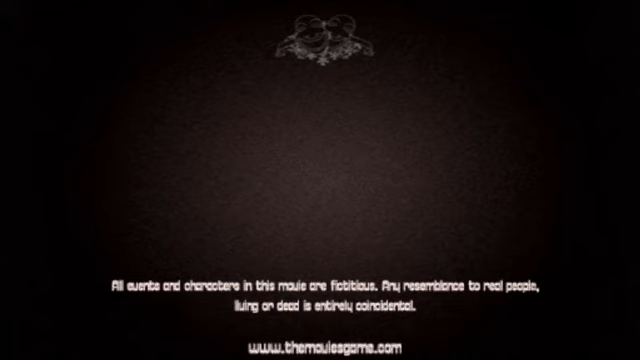 All events and characters in this movie are fictitious. Any resemblance to real people,
living or dead is entirely coincidental.
www.themoviesgame.com